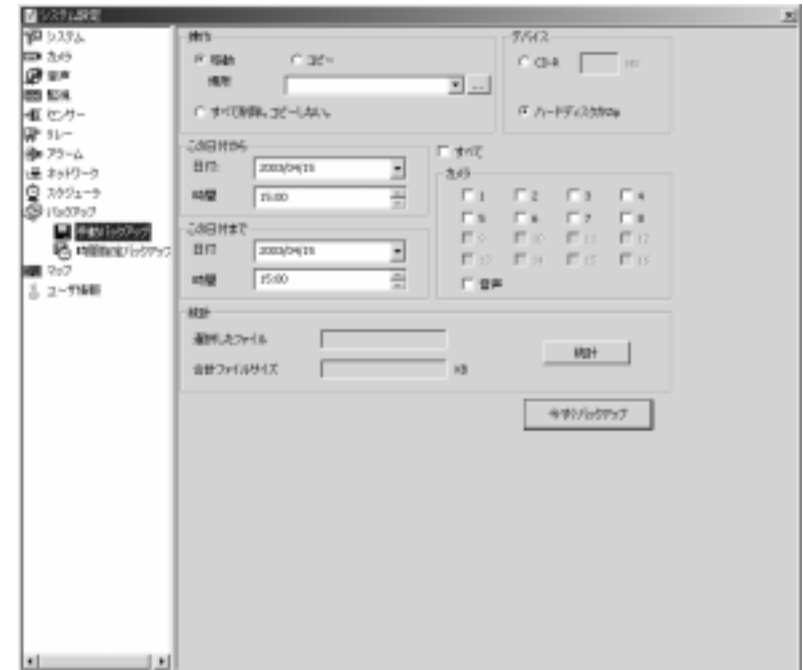 システム設定
システム
カメラ
音声
監視
センサー
リレー
アラーム
ネットワーク
スケジューラ
バックアップ
手動バックアップ
時間指定バックアップ
マップ
ユーザ情報
操作
移動
コピー
場所
...
すべて削除。コピーしない。
デバイス
CD-R
ハードディスクかMo
この日付から
日付:
2003/04/15
時間
15:00
この日付まで
日付
2003/04/15
時間
15:00
すべて
カメラ
1 2 3 4
5 6 7 8
9 10 11 12
13 14 15 16
音声
統計
選択したファイル
合計ファイルサイズ
KB
統計
今すぐバックアップ